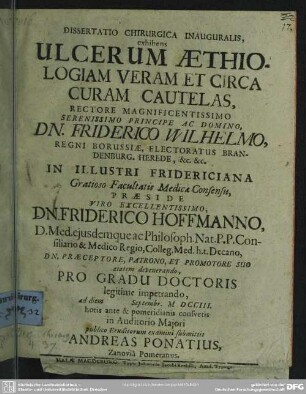 DISSERTATIO CHIRURGICA INAUGURALIS,
exhibens
ULCERUM ÆTHIO-
LOGIAM VERAM ET CIRCA
CURAM CAUTELAS,
RECTORE MAGNIFICENTISSIMO
SERENISSIMO PRINCIPE AC DOMINO,
DN. FRIDERICO WILHELMO,
REGNI BORUSSIÆ, ELECTORATUS BRAN-
DENBURG. HEREDE, &c. &c.
IN ILLUSTRI FRIDERICIANA
Gratioso Facultatis Medicæ Consensu,
PRÆSIDE
VIRO EXCELLENTISSIMO,
DN. FRIDERICO HOFFMANNO,
D. Med. ejusdemque ac Philosoph. Nat. P.P. Con-
siliario & Medico Regio, Colleg. Med. h.t. Decano,
DN. PRÆCEPTORE, PATRONO, ET PROMOTORE SUO
ætatem devenerando,
PRO GRADU DOCTORIS
legitime impetrando,
ad diem Septembr. M DCCIII.
horis ante & pomeridianis consvetis
in Auditorio Majori
publico Eruditorum examini submittit
ANDREAS PONATIUS,
Zanoviâ Pomeranus.
HALÆ MAGDEBURG.